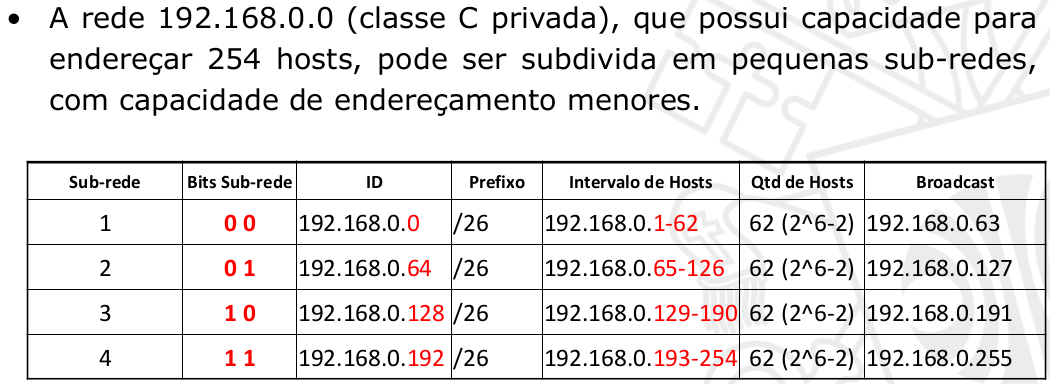 • A rede 192.168.0.0 (classe C privada), que possui capacidade para
endereçar 254 hosts, pode ser subdivida em pequenas sub-redes,
com capacidade de endereçamento menores.
Sub-rede Bits Sub-rede ID Prefixo Intervalo de Hosts Qtd de Hosts Broadcast
1 0 0 192.168.0.0 /26 192.168.0.1-62 62 (2^6-2) 192.168.0.63
2 0 1 192.168.0.64 /26 192.168.0.65-126 62 (2^6-2) 192.168.0.127
3 1 0 192.168.0.128 /26 192.168.0.129-190 62 (2^6-2) 192.168.0.191
4 1 1 192.168.0.192 /26 192.168.0.193-254 62 (2^6-2) 192.168.0.255